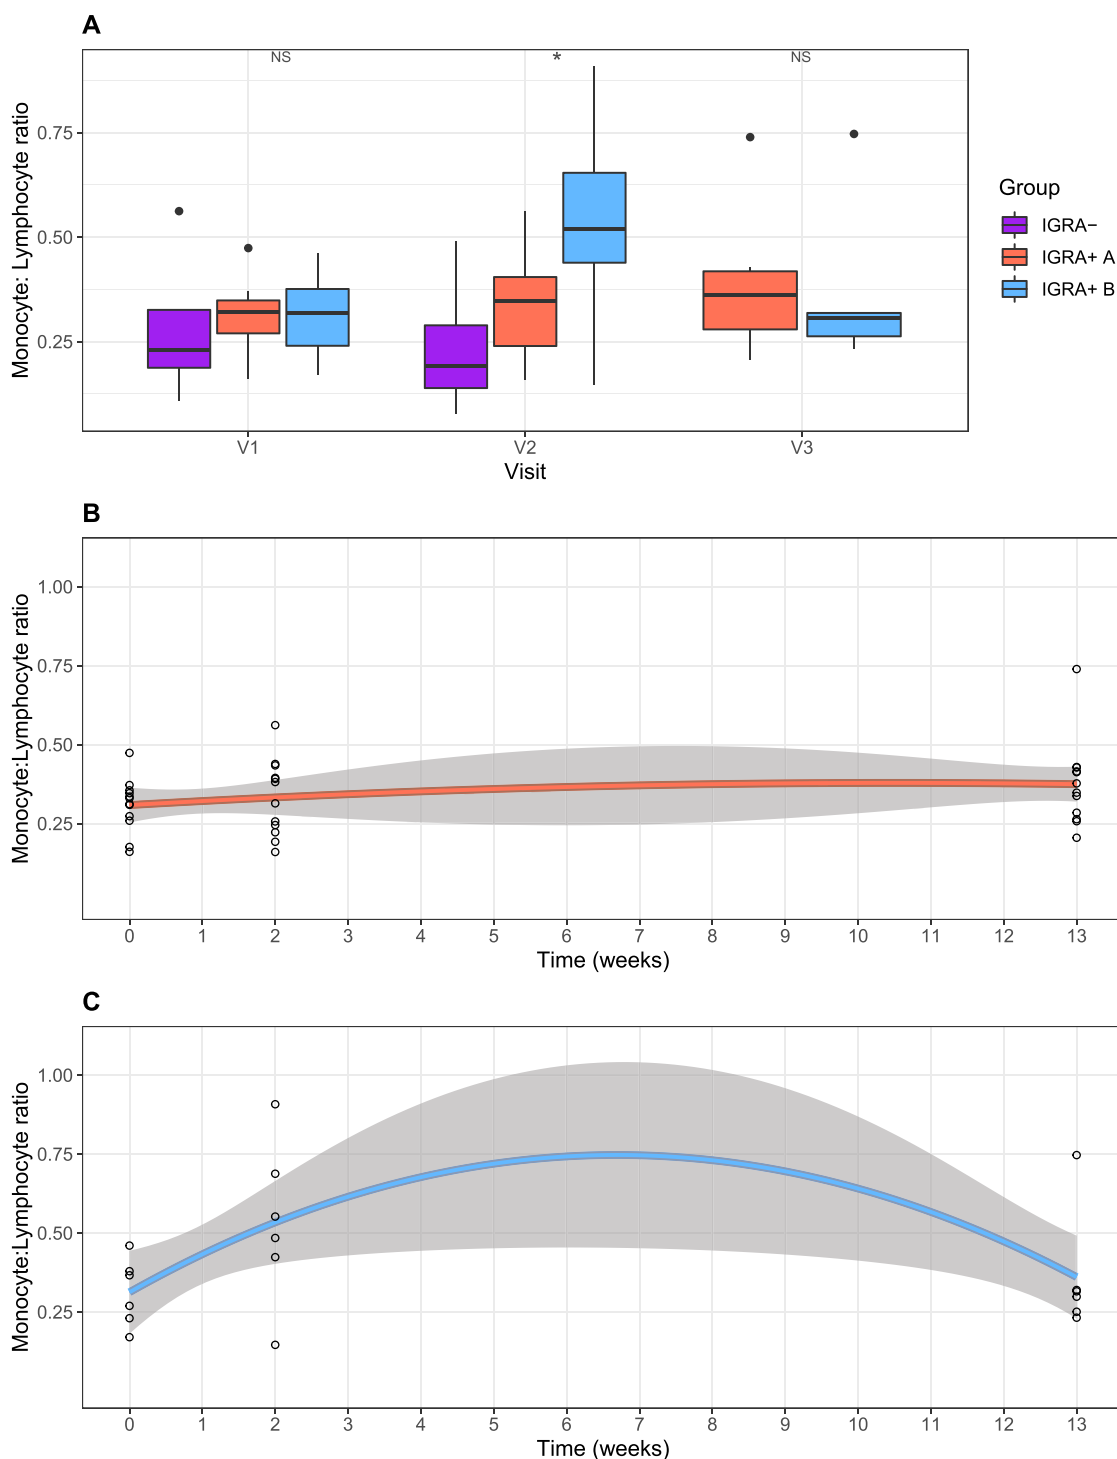 A
NS * NS
Monocyte: Lymphocyte ratio
0.75
0.50
0.25
V1 V2 V3
Visit
Group
IGRA−
IGRA+ A
IGRA+ B
B
Monocyte:Lymphocyte ratio
1.00
0.75
0.50
0.25
0 1 2 3 4 5 6 7 8 9 10 11 12 13
Time (weeks)
C
Monocyte:Lymphocyte ratio
1.00
0.75
0.50
0.25
0 1 2 3 4 5 6 7 8 9 10 11 12 13
Time (weeks)